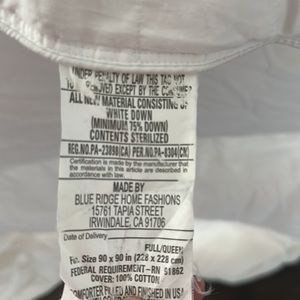 UNDER PENALTY OF LAW THIS TAG NOT
TO BE REMOVED EXCEPT BY THE CONSUMER
ALL NEW MATERIAL CONSISTING OF
WHITE DOWN
(MINIMUM 75% DOWN)
CONTENTS STERILIZED
REG.NO.PA-23899(CA) PER.NO.PA-8384(CN)
Certification is made by the manufacturer that
the materials in this article are described in
accordance with law.
MADE BY
BLUE RIDGE HOME FASHIONS
15761 TAPIA STREET
IRWINDALE, CA 91706
Date of Delivery
FULL/QUEEN
Fin. Size 90 x 90 in (228 x 228 cm)
FEDERAL REQUIREMENT-RN 91862
COVER: 100% COTTON
COMFORTER FILLED AND FINISHED IN USA